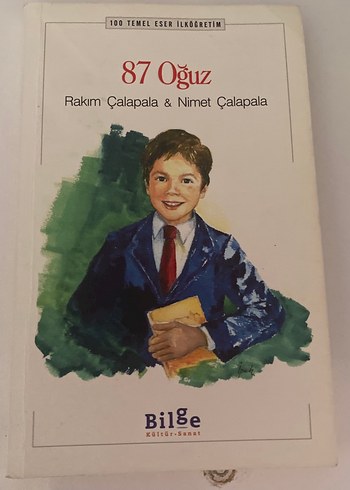 100 TEMEL ESER İLKÖĞRETİM
87 Oğuz
Rakım Çalapala & Nimet Çalapala
Bilge
Kültür-Sanat